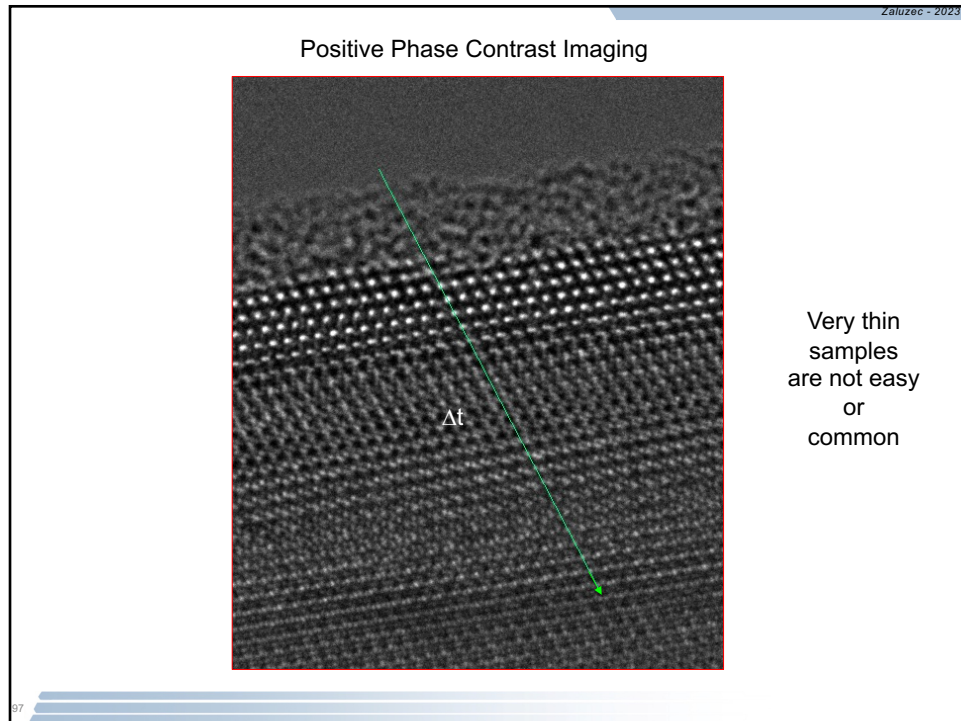 Zaluzec - 2023
Positive Phase Contrast Imaging
Very thin
samples
are not easy
or
common
Δt
97